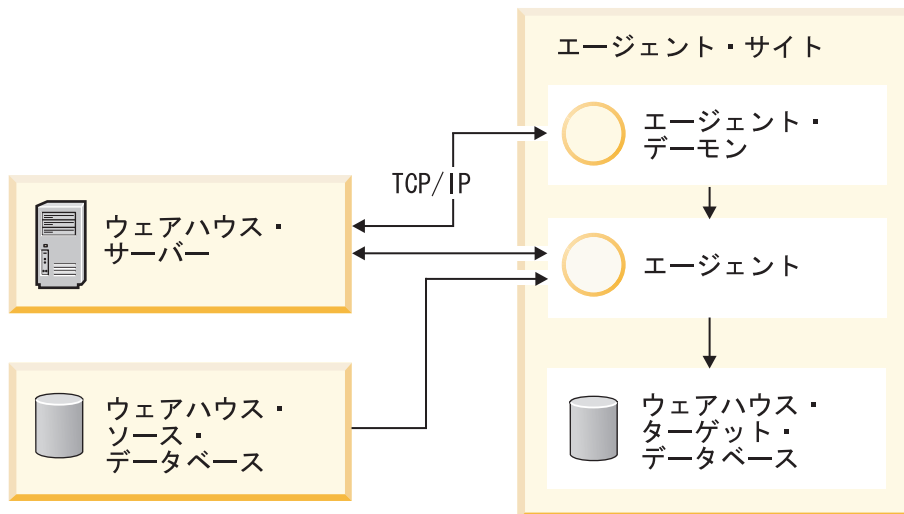 エージェント・サイト
エージェント・
デーモン
TCP/IP
ウェアハウス・
サーバー
エージェント
ウェアハウス・
ソース・
データベース
ウェアハウス・
ターゲット・
データベース